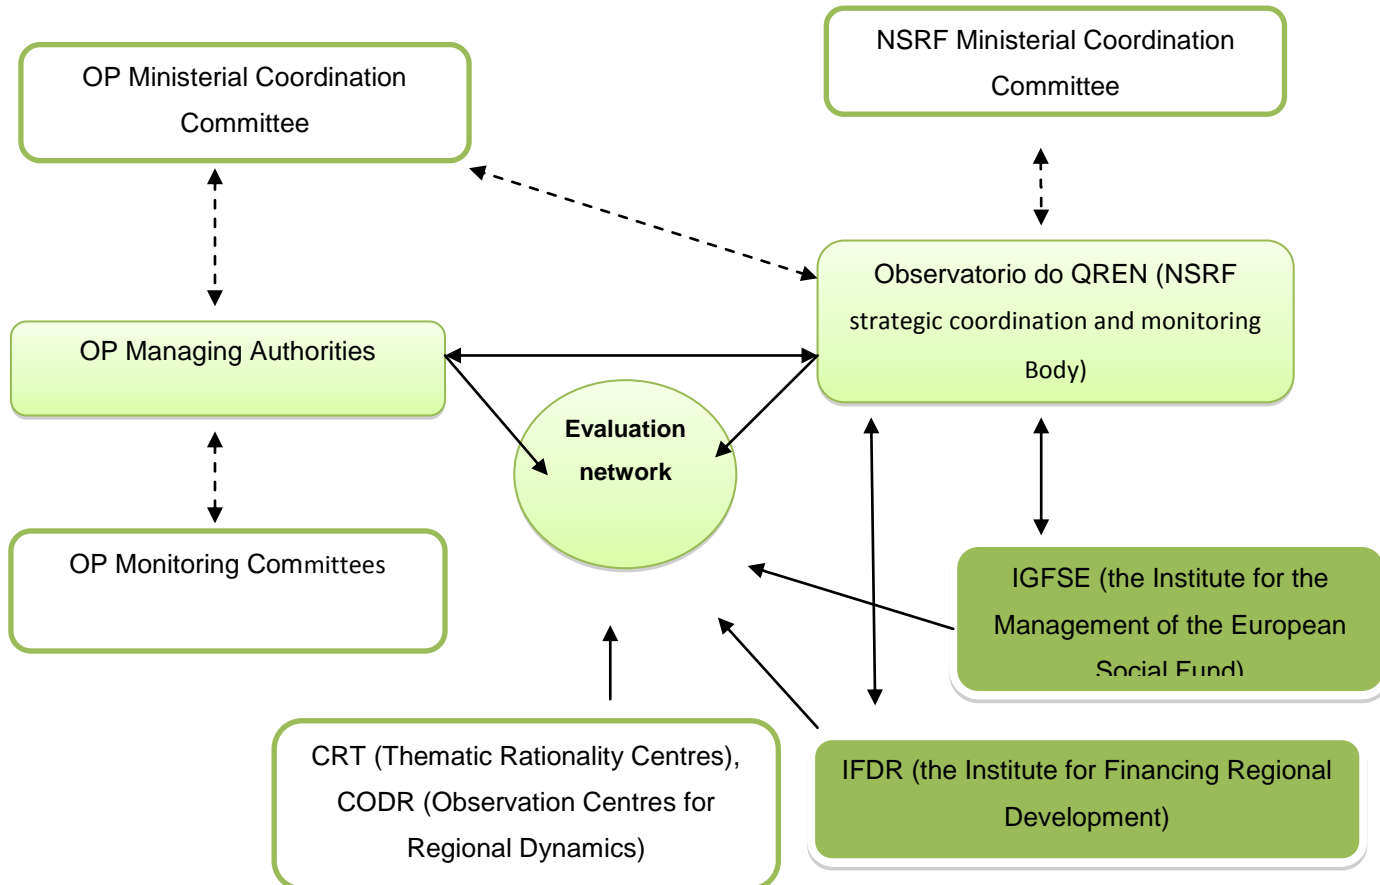 OP Ministerial Coordination
Committee
NSRF Ministerial Coordination
Committee
Observatorio do QREN (NSRF
strategic coordination and monitoring
Body)
OP Managing Authorities
Evaluation
network
OP Monitoring Committees
IGFSE (the Institute for the
Management of the European
Social Fund)
CRT (Thematic Rationality Centres),
CODR (Observation Centres for
Regional Dynamics)
IFDR (the Institute for Financing Regional
Development)